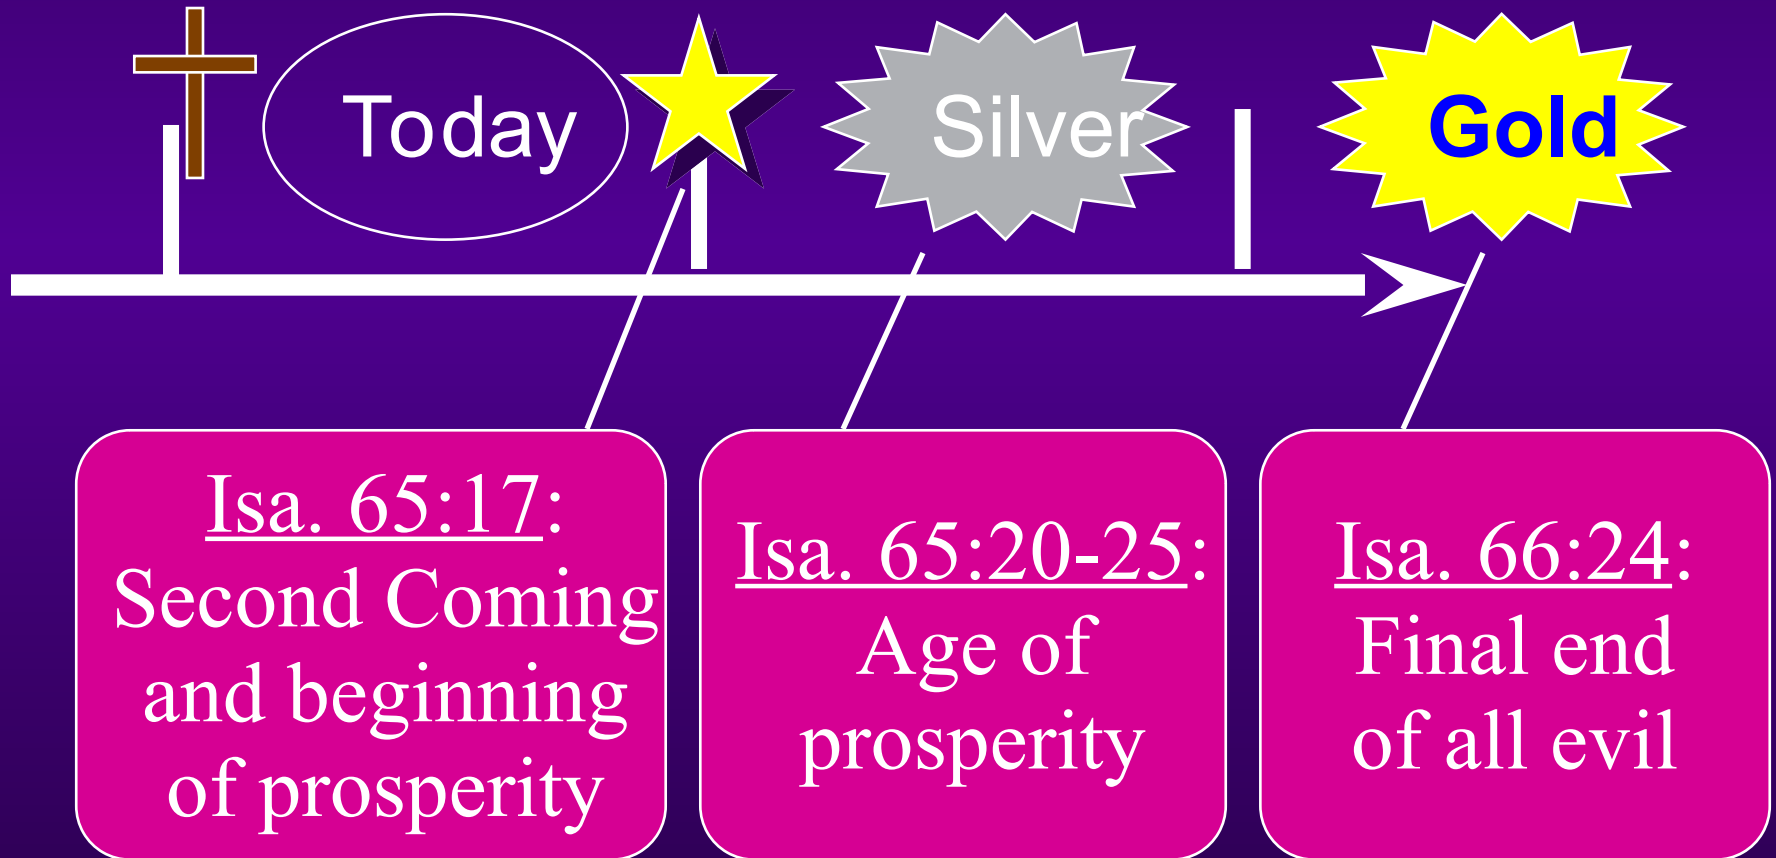 Today
Silver
Gold
Isa. 65:17:
Second Coming
and beginning
of prosperity
Isa. 65:20-25:
Age of
prosperity
Isa. 66:24:
Final end
of all evil